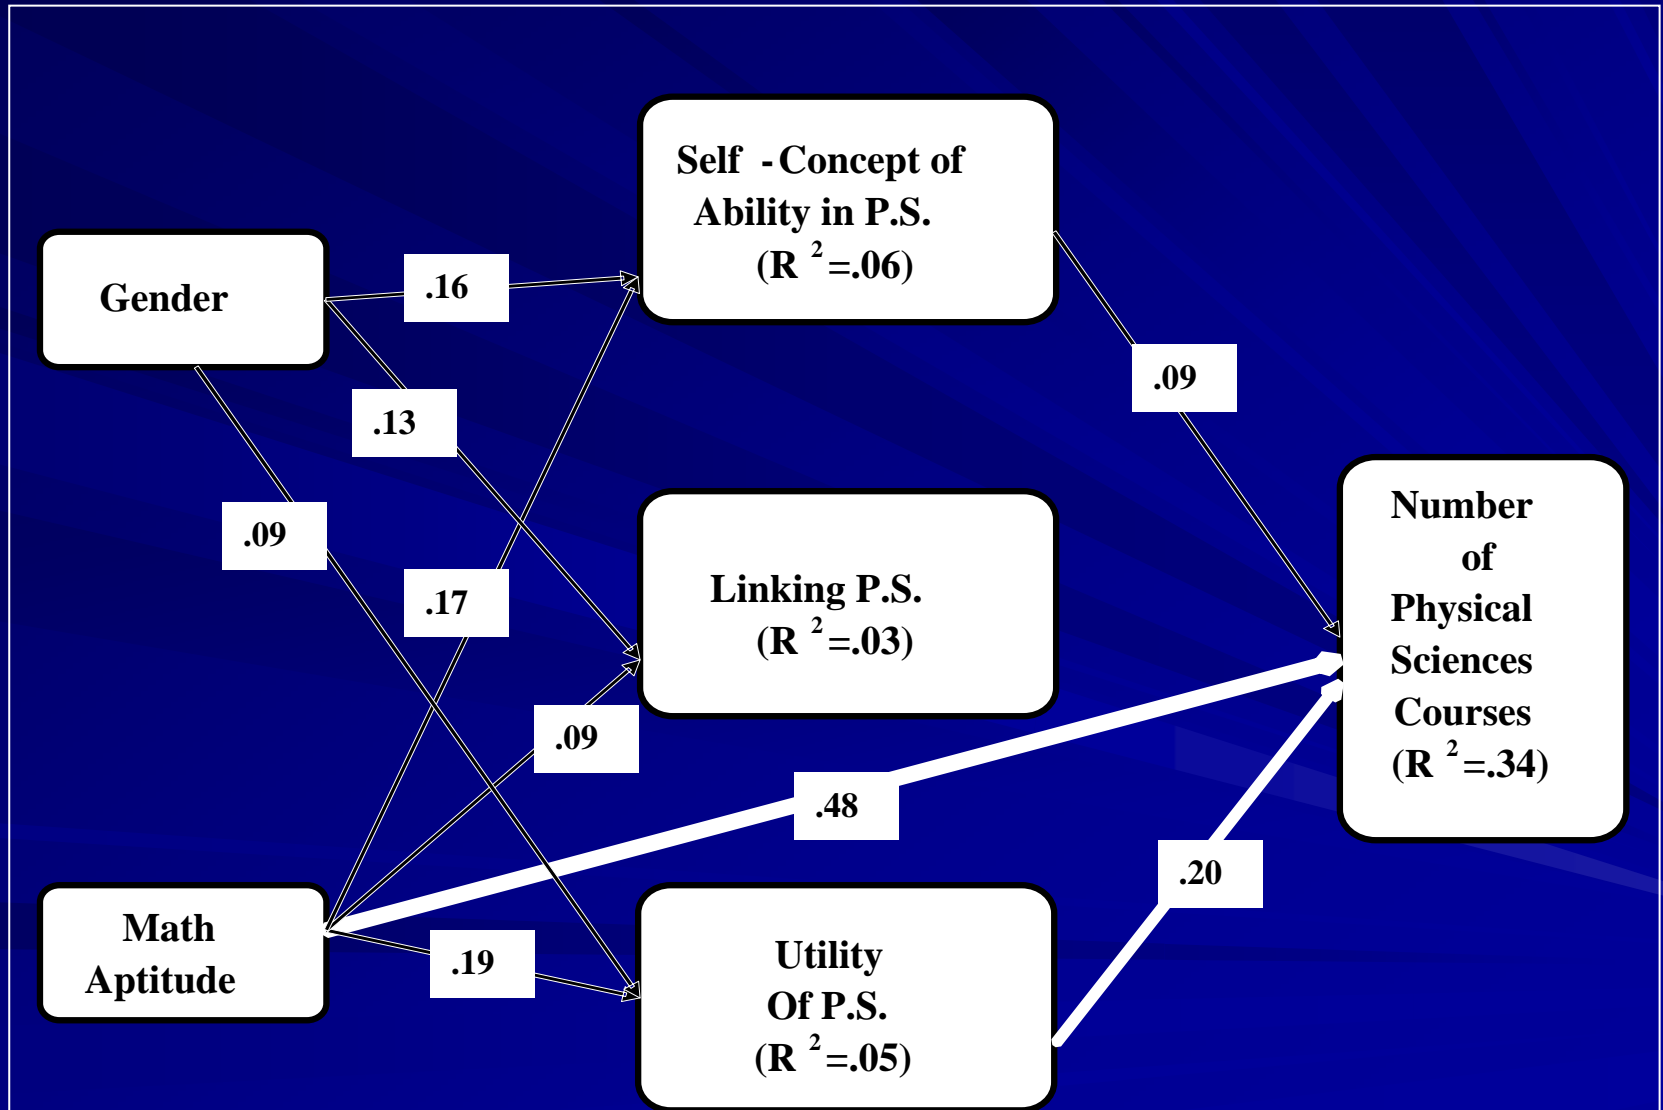 Self - Concept of
Ability in P.S.
(R 2 =.06)
Gender
.16
.13
.09
.09
.17
Linking P.S.
(R 2 =.03)
Number
of
Physical
Sciences
Courses
(R 2 =.34)
.09
.48
.20
Math
Aptitude
.19
Utility
Of P.S.
(R 2 =.05)